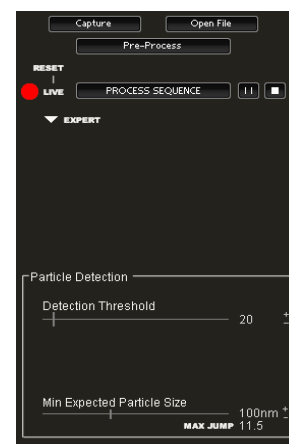 Capture Open File
Pre-Process
RESET
LIVE PROCESS SEQUENCE
EXPERT
Particle Detection
Detection Threshold
20 ±
Min Expected Particle Size
100nm ±
MAX JUMP 11.5